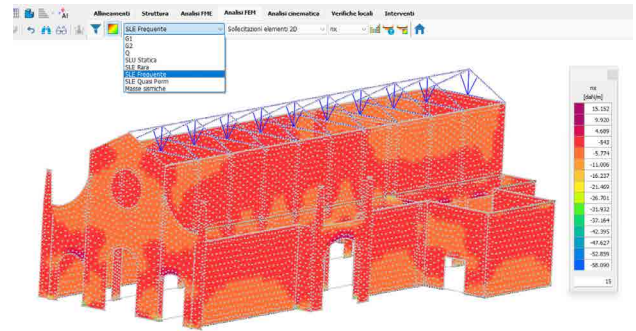 Allineamenti Struttura Analisi FME Analisi FEM Analisi cinematica Verifiche locali Interventi
SLE Frequente Sollecitazioni elementi 2D nx
G1
G2
Q
SLU Statica
SLE Rara
SLE Frequente
SLE Quasi Perm
Masse sismiche
nx
[daN/m]
15.152
9.920
4.689
-543
-5.774
-11.006
-16.237
-21.469
-26.701
-31.932
-37.164
-42.395
-47.627
-52.859
-58.090
15